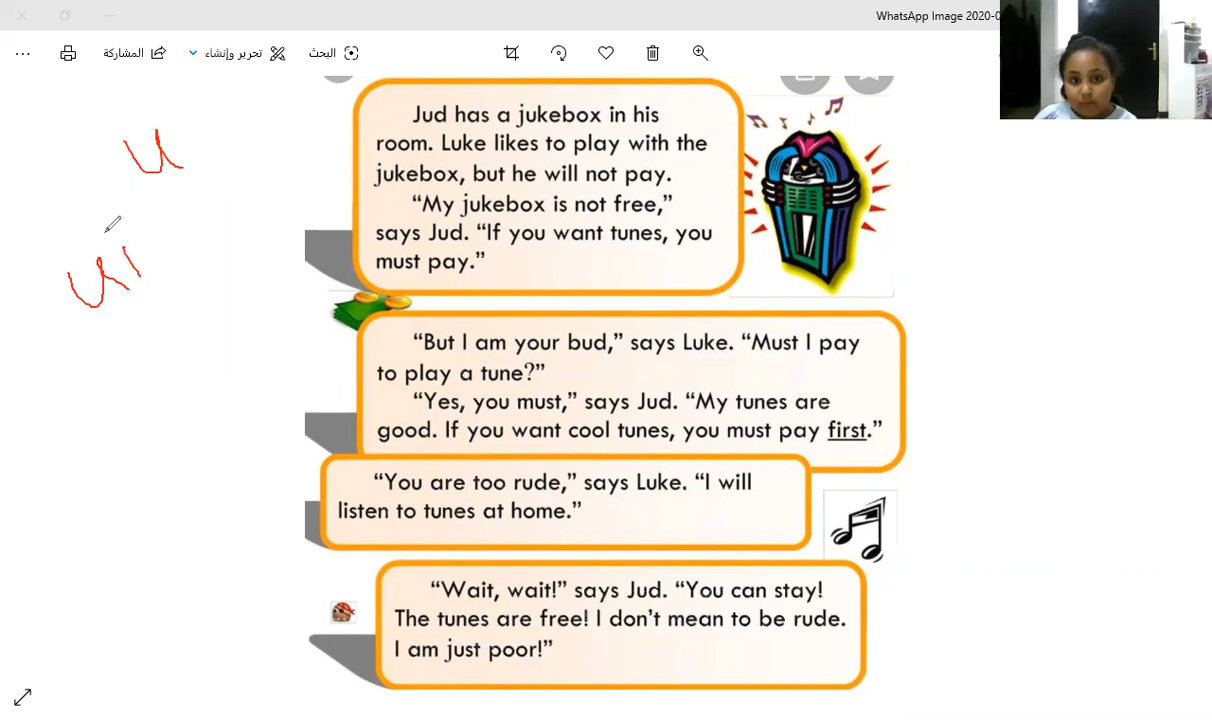 WhatsApp Image 2020-0
المشاركة
تحرير وإنشاء
البحث
u
ui
Jud has a jukebox in his
room. Luke likes to play with the
jukebox, but he will not pay.
“My jukebox is not free,”
says Jud. “If you want tunes, you
must pay.”
“But I am your bud,” says Luke. “Must I pay
to play a tune?”
“Yes, you must,” says Jud. “My tunes are
good. If you want cool tunes, you must pay first.”
“You are too rude,” says Luke. “I will
listen to tunes at home.”
“Wait, wait!” says Jud. “You can stay!
The tunes are free! I don’t mean to be rude.
I am just poor!”